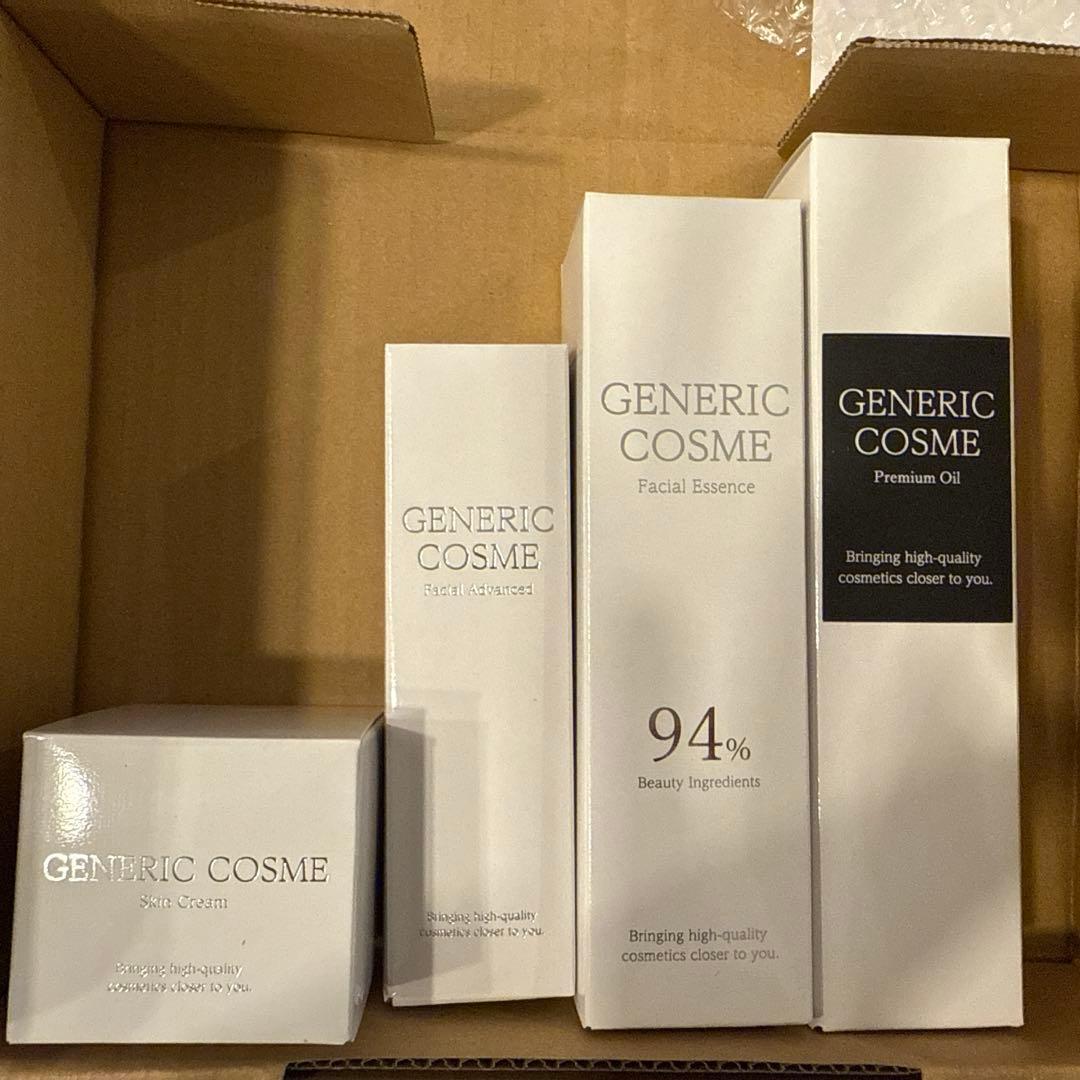 GENERIC COSME
Skin Cream
Bringing high-quality
cosmetics closer to you.
GENERIC
COSME
Facial Advanced
Bringing high-quality
cosmetics closer to you.
GENERIC
COSME
Facial Essence
94%
Beauty Ingredients
Bringing high-quality
cosmetics closer to you.
GENERIC
COSME
Premium Oil
Bringing high-quality
cosmetics closer to you.